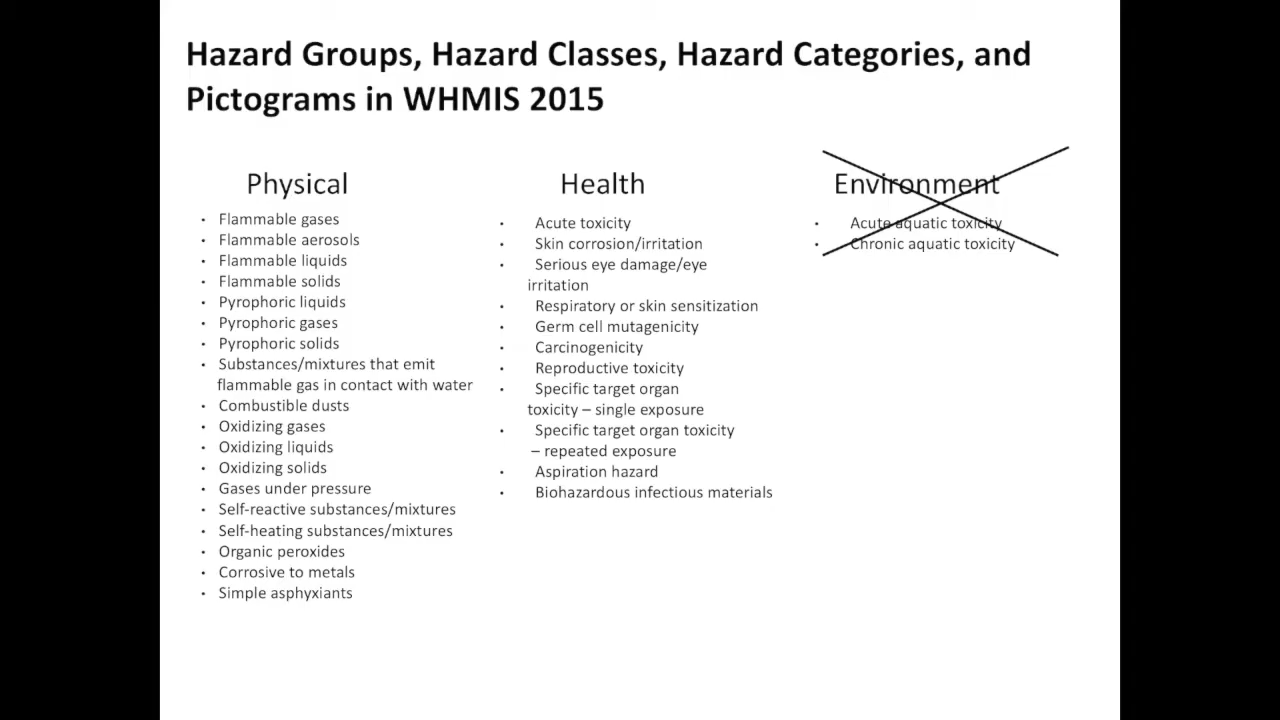 Hazard Groups, Hazard Classes, Hazard Categories, and
Pictograms in WHMIS 2015
Physical
• Flammable gases
• Flammable aerosols
• Flammable liquids
• Flammable solids
• Pyrophoric liquids
• Pyrophoric gases
• Pyrophoric solids
• Substances/mixtures that emit
flammable gas in contact with water
• Combustible dusts
• Oxidizing gases
• Oxidizing liquids
• Oxidizing solids
• Gases under pressure
• Self-reactive substances/mixtures
• Self-heating substances/mixtures
• Organic peroxides
• Corrosive to metals
• Simple asphyxiants
Health
• Acute toxicity
• Skin corrosion/irritation
• Serious eye damage/eye
irritation
• Respiratory or skin sensitization
• Germ cell mutagenicity
• Carcinogenicity
• Reproductive toxicity
• Specific target organ
toxicity – single exposure
• Specific target organ toxicity
– repeated exposure
• Aspiration hazard
• Biohazardous infectious materials
Environment
• Acute aquatic toxicity
• Chronic aquatic toxicity